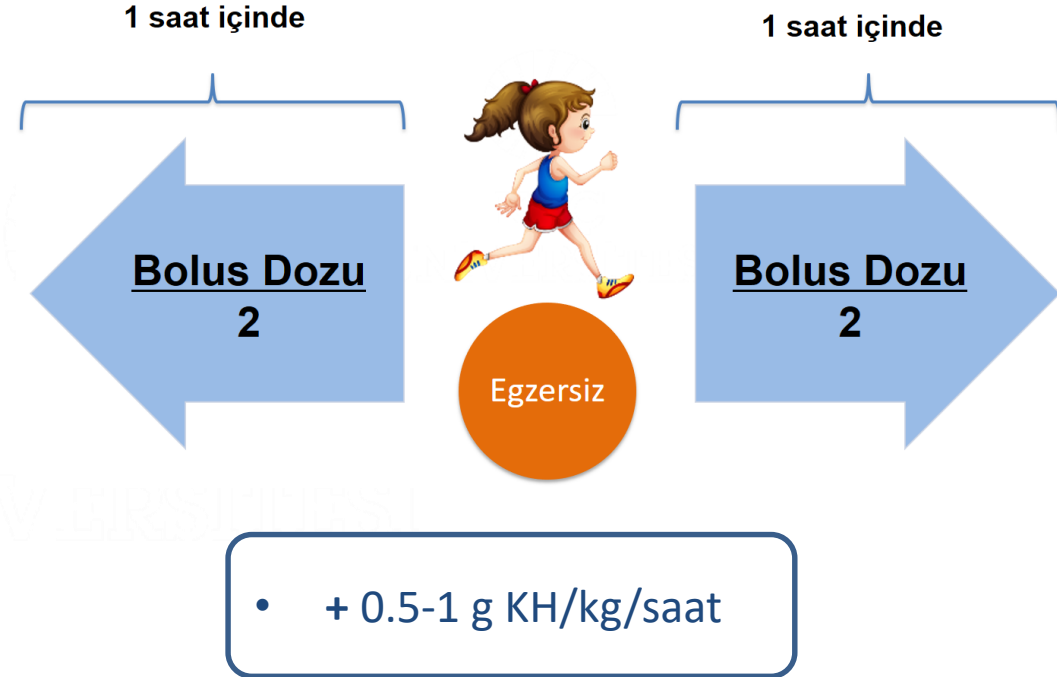 1 saat içinde
1 saat içinde
Bolus Dozu
2
Bolus Dozu
2
Egzersiz
• + 0.5-1 g KH/kg/saat